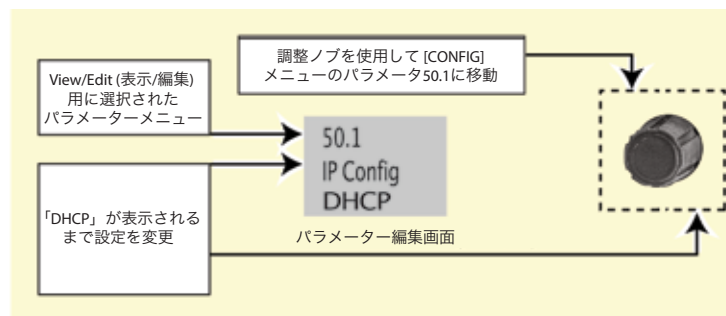 調整ノブを使用して [CONFIG]
メニューのパラメータ50.1に移動
View/Edit (表示/編集)
用に選択された
パラメーターメニュー
50.1
IP Config
DHCP
「DHCP」が表示される
まで設定を変更
パラメーター編集画面